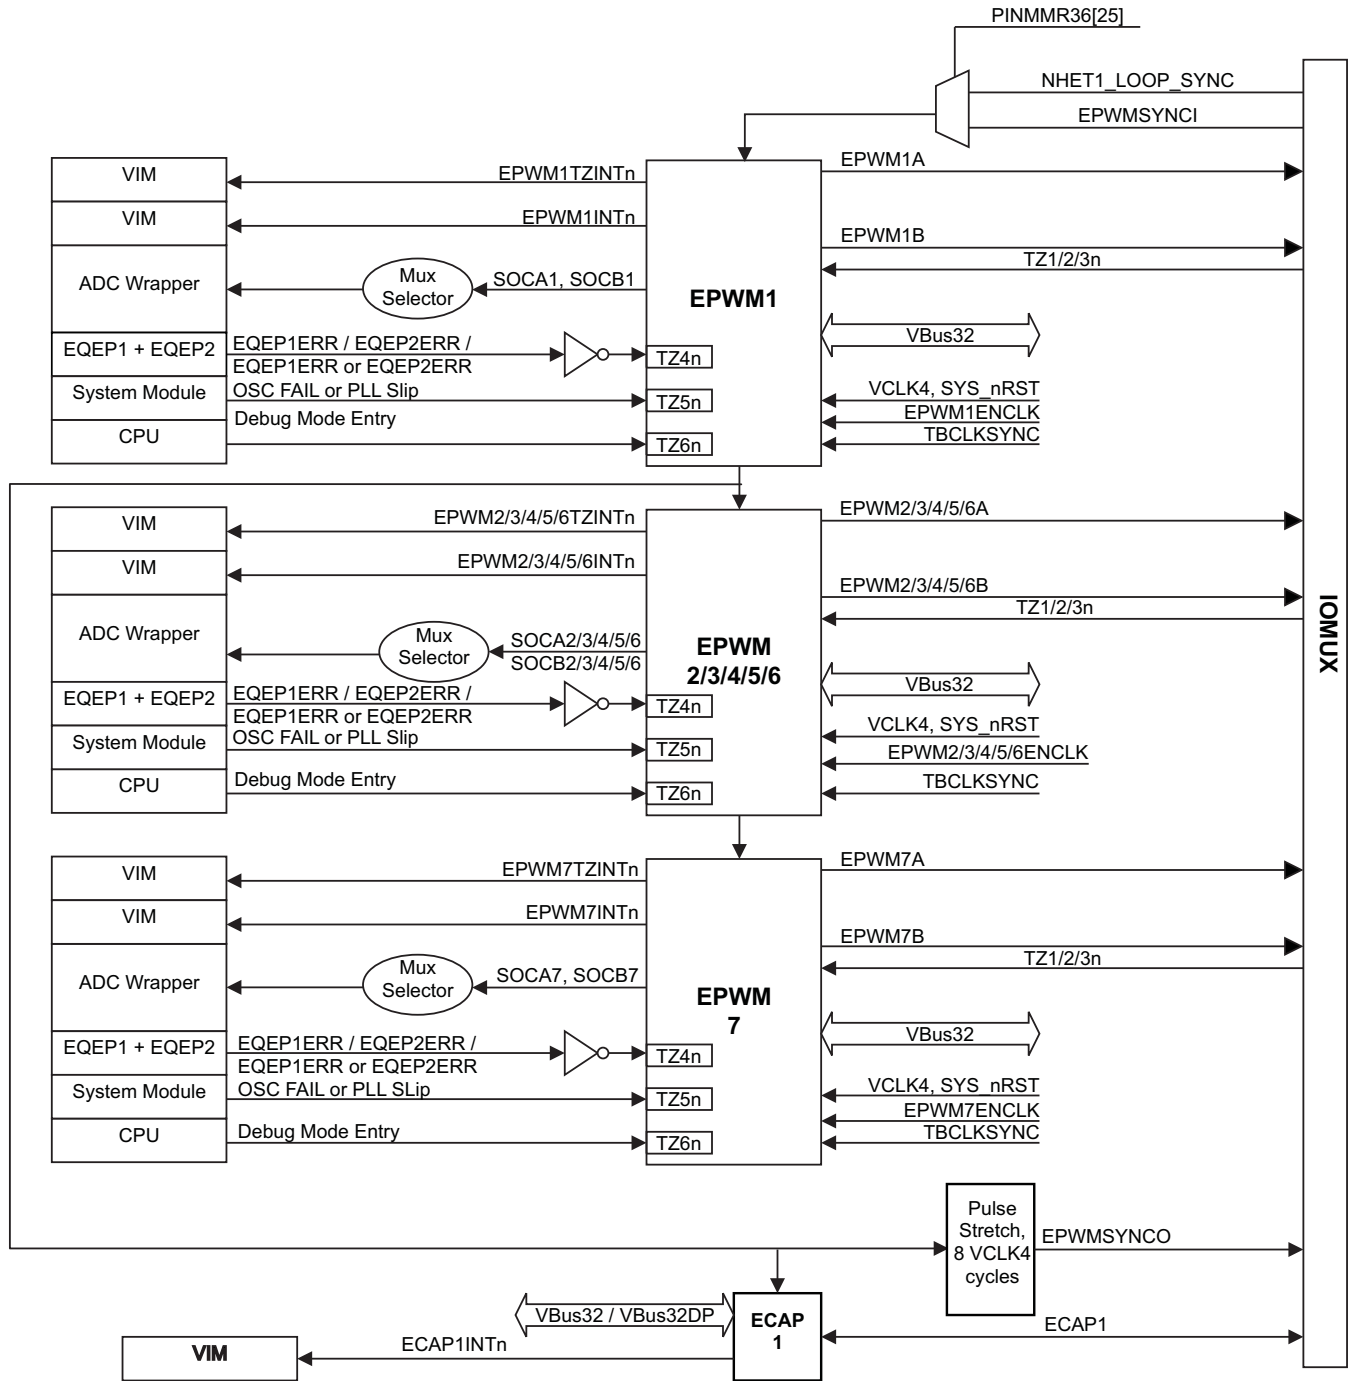 PINMMR36[25]
NHET1_LOOP_SYNC
EPWMSYNCI
VIM
EPWM1TZINTn
EPWM1A
VIM
EPWM1INTn
EPWM1B
TZ1/2/3n
ADC Wrapper
Mux
Selector
SOCA1, SOCB1
EPWM1
VBus32
EQEP1 + EQEP2
EQEP1ERR / EQEP2ERR /
EQEP1ERR or EQEP2ERR
TZ4n
System Module
OSC FAIL or PLL Slip
TZ5n
VCLK4, SYS_nRST
EPWM1ENCLK
CPU
Debug Mode Entry
TZ6n
TBCLKSYNC
VIM
EPWM2/3/4/5/6TZINTn
EPWM2/3/4/5/6A
VIM
EPWM2/3/4/5/6INTn
EPWM2/3/4/5/6B
TZ1/2/3n
IOMUX
ADC Wrapper
Mux
Selector
SOCA2/3/4/5/6
SOCB2/3/4/5/6
EPWM
2/3/4/5/6
VBus32
EQEP1 + EQEP2
EQEP1ERR / EQEP2ERR /
EQEP1ERR or EQEP2ERR
TZ4n
System Module
OSC FAIL or PLL Slip
TZ5n
VCLK4, SYS_nRST
EPWM2/3/4/5/6ENCLK
CPU
Debug Mode Entry
TZ6n
TBCLKSYNC
VIM
EPWM7TZINTn
EPWM7A
VIM
EPWM7INTn
EPWM7B
TZ1/2/3n
ADC Wrapper
Mux
Selector
SOCA7, SOCB7
EPWM
7
VBus32
EQEP1 + EQEP2
EQEP1ERR / EQEP2ERR /
EQEP1ERR or EQEP2ERR
TZ4n
System Module
OSC FAIL or PLL SLip
TZ5n
VCLK4, SYS_nRST
EPWM7ENCLK
CPU
Debug Mode Entry
TZ6n
TBCLKSYNC
Pulse
Stretch,
8 VCLK4
cycles
EPWMSYNCO
VBus32 / VBus32DP
ECAP
1
ECAP1
VIM
ECAP1INTn